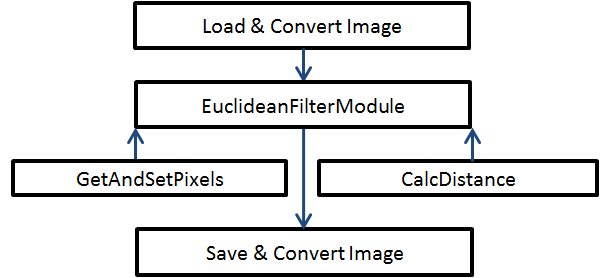 Load & Convert Image
EuclideanFilterModule
GetAndSetPixels
CalcDistance
Save & Convert Image